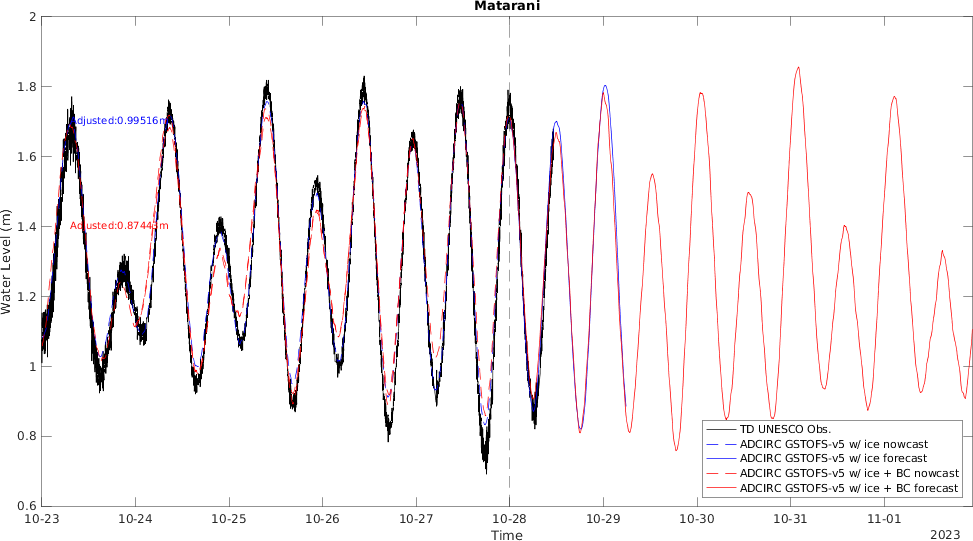 Matarani
2
1.8
1.6
1.4
1.2
1
0.8
0.6
Water Level (m)
Adjusted:0.99516m
Adjusted:0.8744
TD UNESCO Obs.
ADCIRC GSTOFS-v5 w/ ice nowcast
ADCIRC GSTOFS-v5 w/ ice forecast
ADCIRC GSTOFS-v5 w/ ice + BC nowcast
ADCIRC GSTOFS-v5 w/ ice + BC forecast
10-23 10-24 10-25 10-26 10-27 10-28 10-29 10-30 10-31 11-01
Time
2023